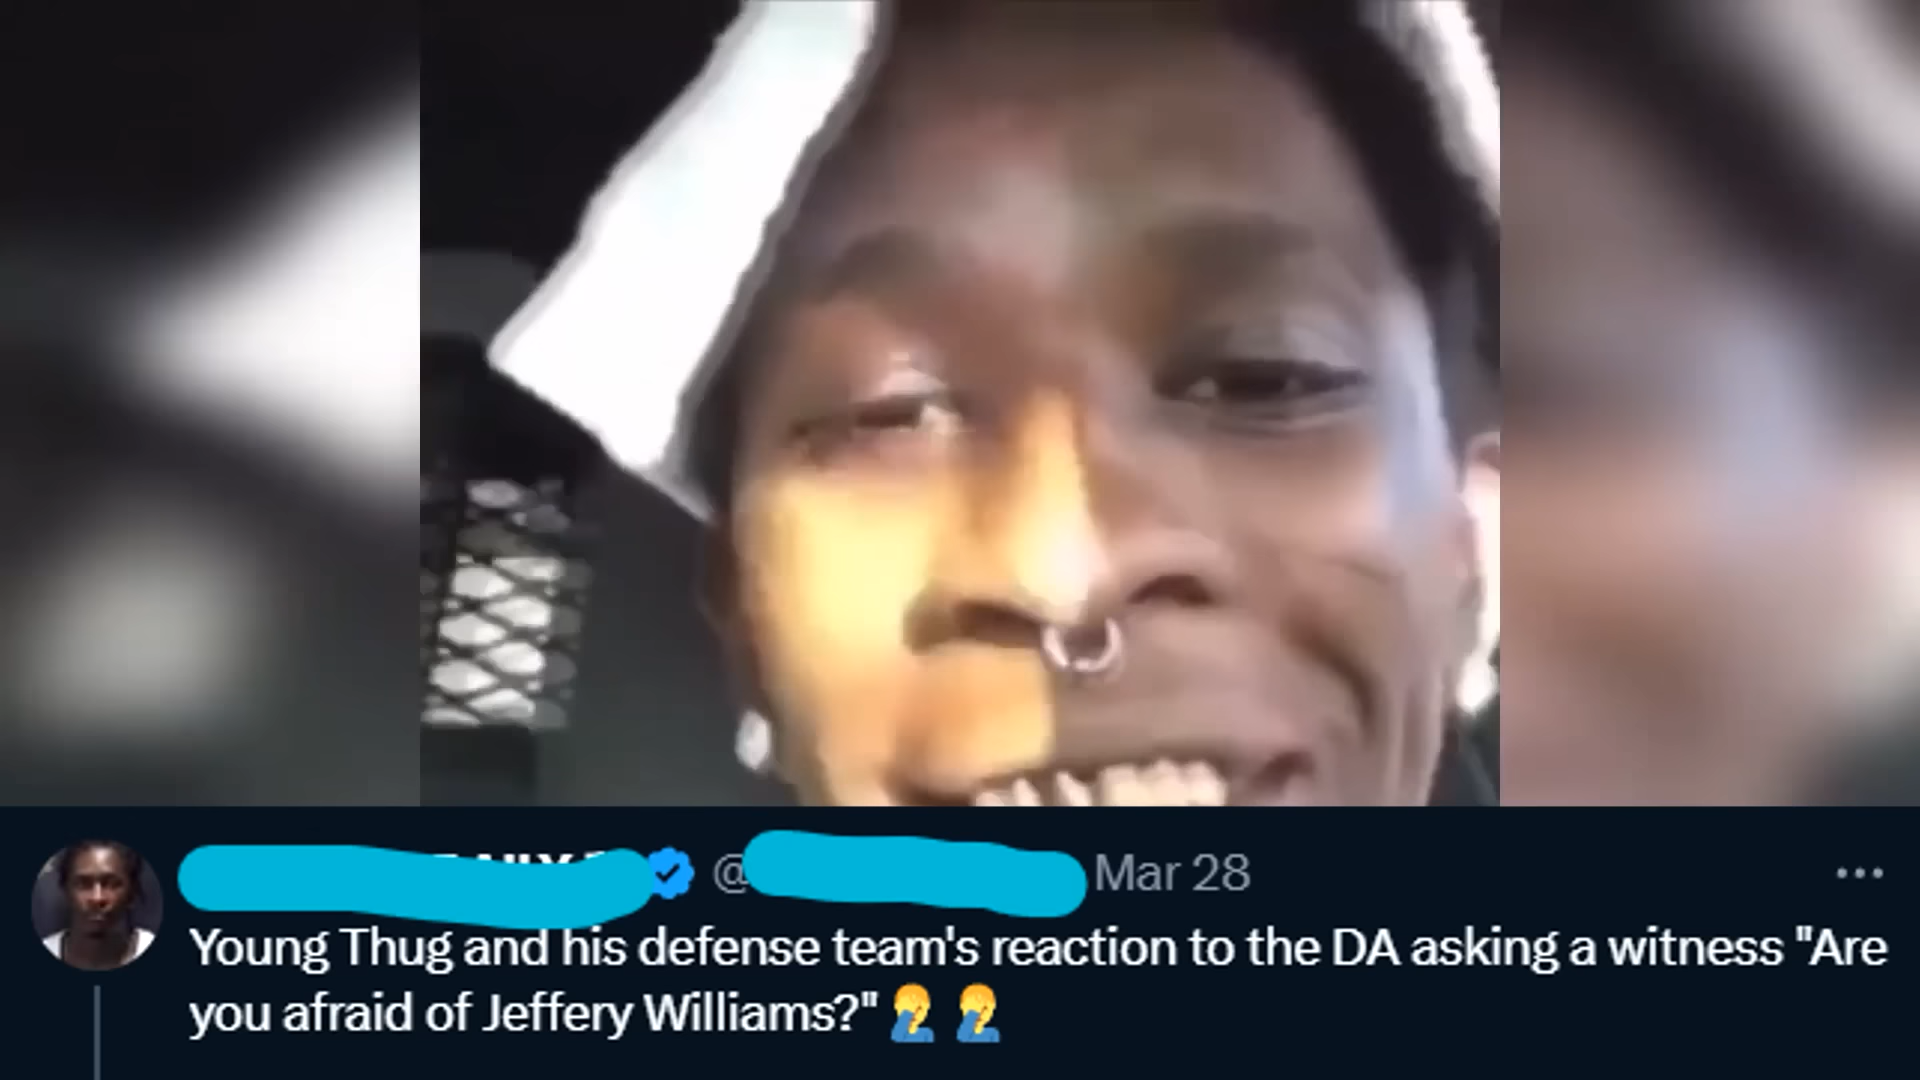 @ Mar 28
Young Thug and his defense team's reaction to the DA asking a witness "Are
you afraid of Jeffery Williams?" 🤦‍♂️ 🤦‍♂️